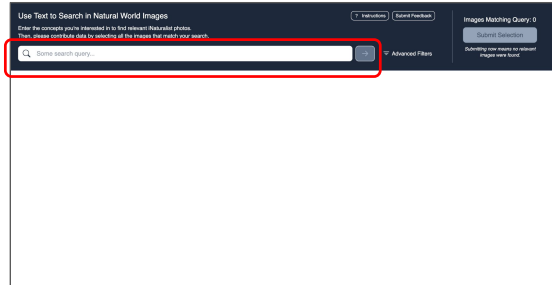 Use Text to Search in Natural World Images
Enter the concepts you're interested in to find relevant iNaturalist photos.
Then, please contribute data by selecting all the images that match your search.
Some search query...
? Instructions
Submit Feedback
Advanced Filters
Images Matching Query: 0
Submit Selection
Submitting now means no relevant
images were found.